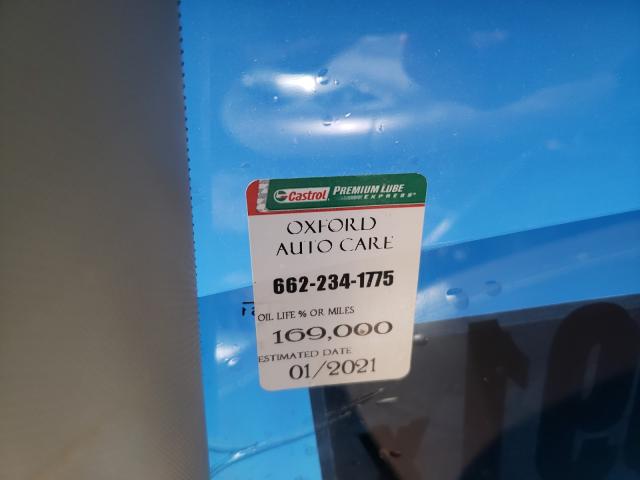 Castrol PREMIUM LUBE
EXPRESS
OXFORD
AUTO CARE
662-234-1775
OIL LIFE % OR MILES
169,000
ESTIMATED DATE
01/2021